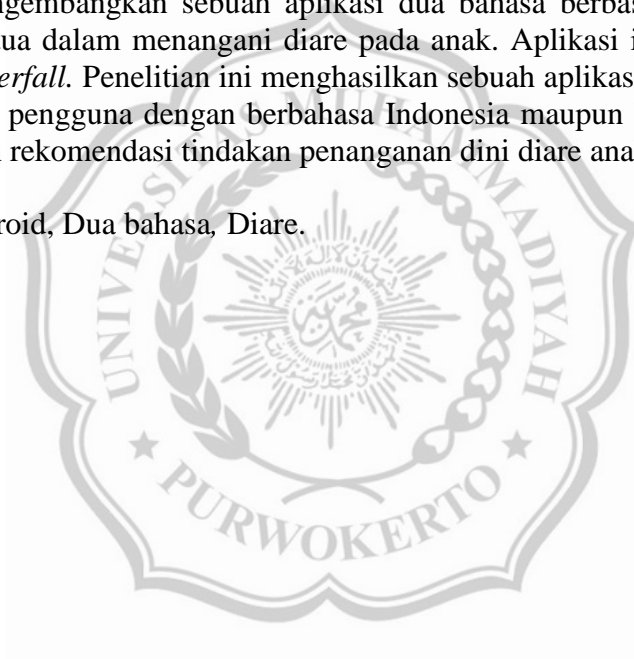 ngembangkan sebuah aplikasi dua bahasa berbas
ua dalam menangani diare pada anak. Aplikasi i
erfall. Penelitian ini menghasilkan sebuah aplikas
pengguna dengan berbahasa Indonesia maupun
rekomendasi tindakan penanganan dini diare ana
roid, Dua bahasa, Diare.
UNIVERSITAS MUHAMMADIYAH
PURWOKERTO